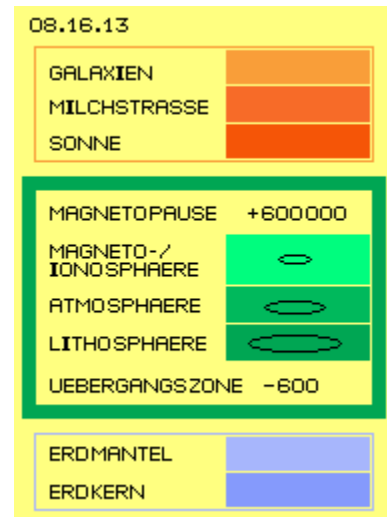 08.16.13
GALAXIEN
MILCHSTRASSE
SONNE
MAGNETOPAUSE +600000
MAGNETO-/
IONOSPHAERE
ATMOSPHAERE
LITHOSPHAERE
UEBERGANGSZONE -600
ERDMANTEL
ERDKERN